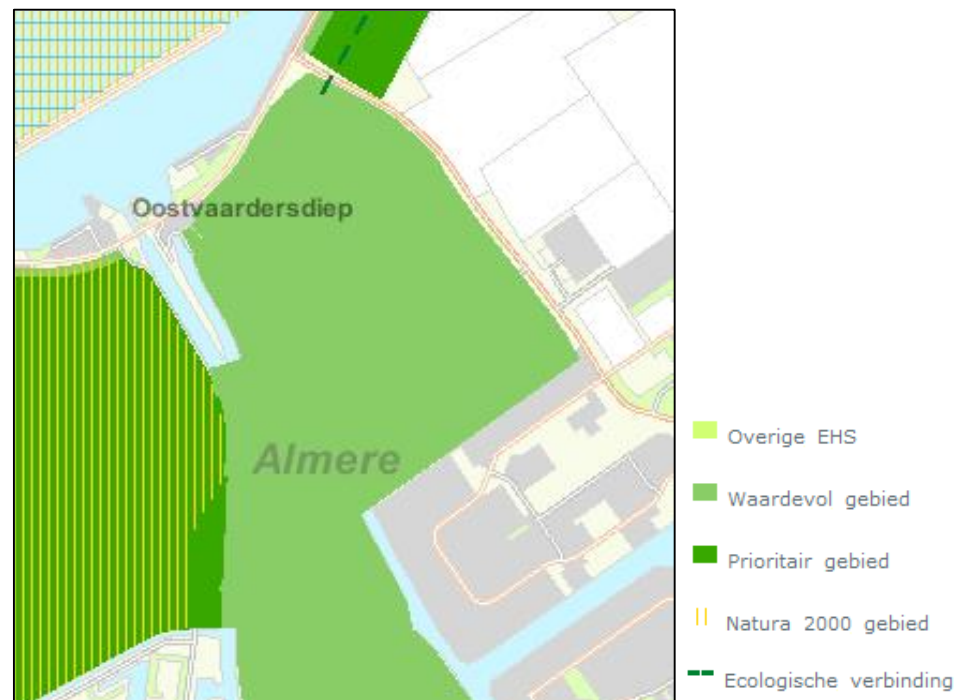 Oostvaardersdiep
Almere
Overige EHS
Waardevol gebied
Prioritair gebied
Natura 2000 gebied
Ecologische verbinding